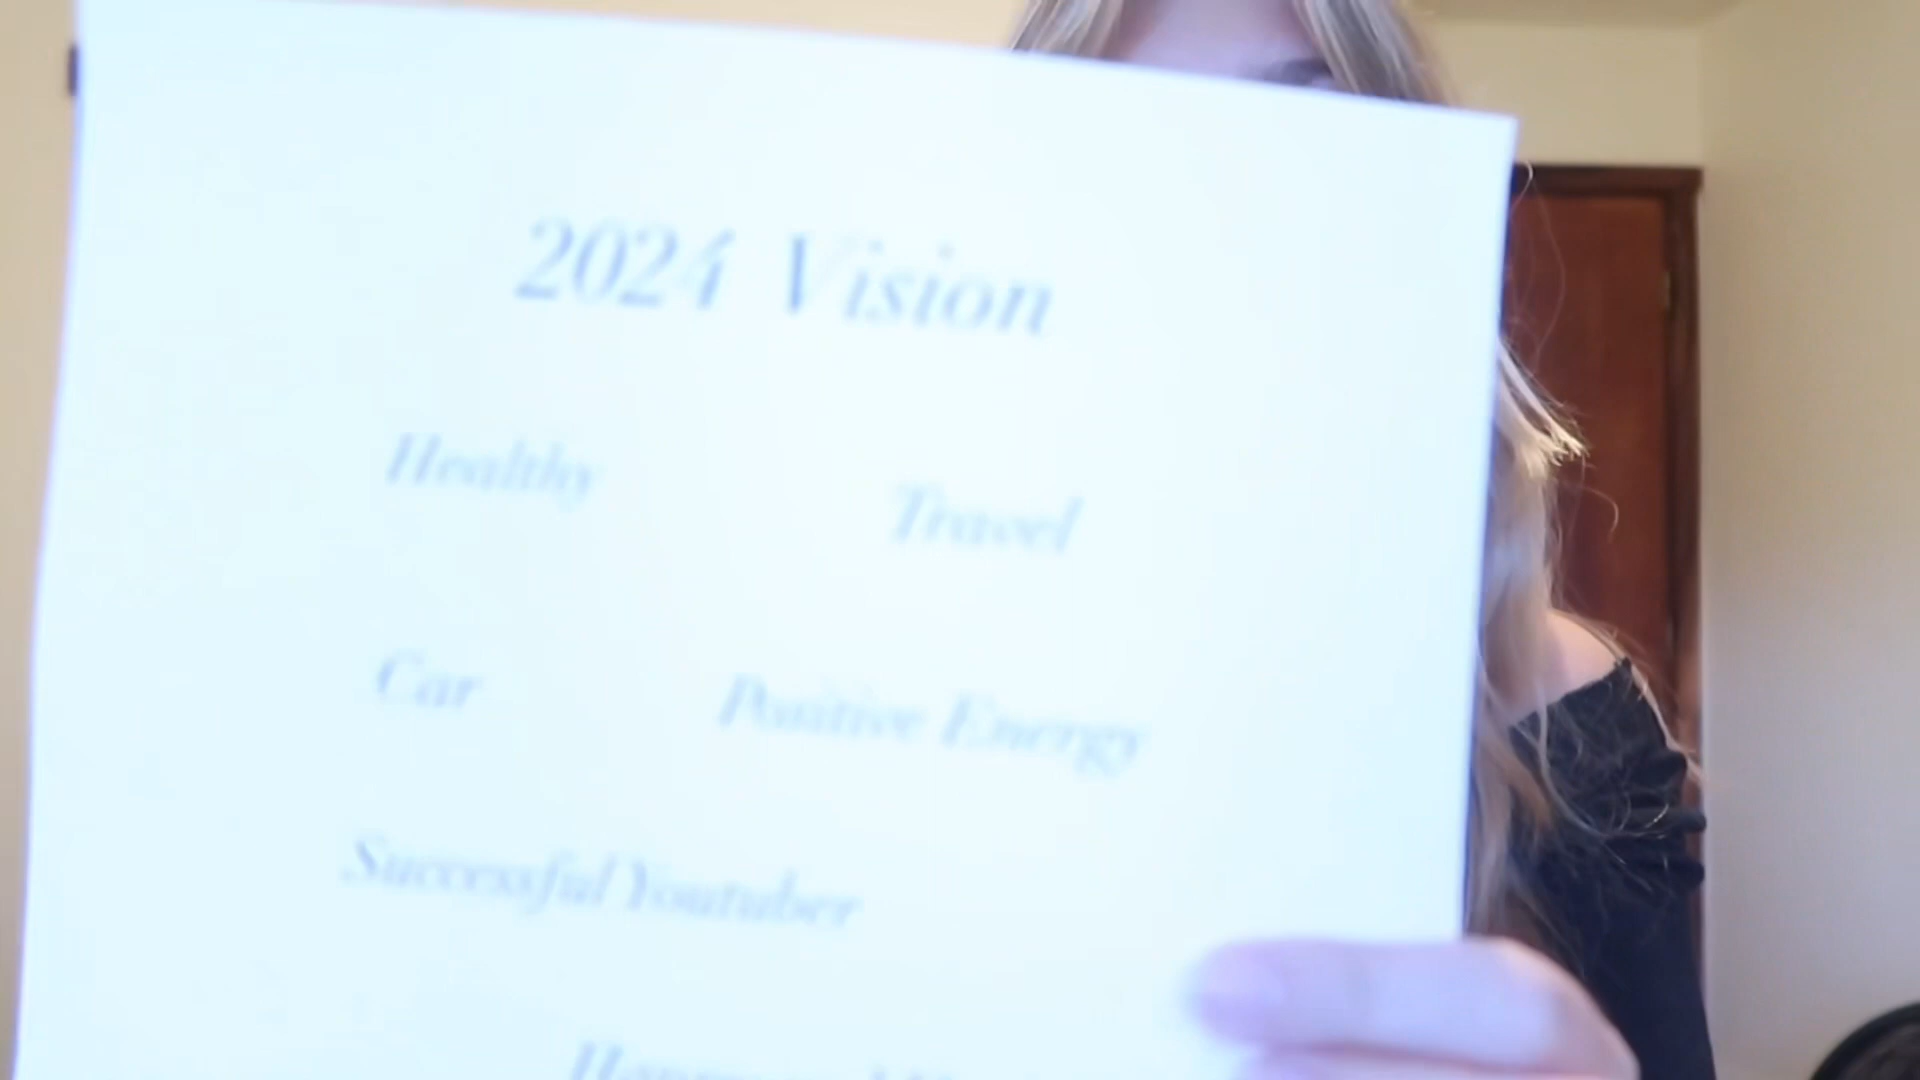 2024 Vision
Healthy
Travel
Car
Positive Energy
Successful Youtuber